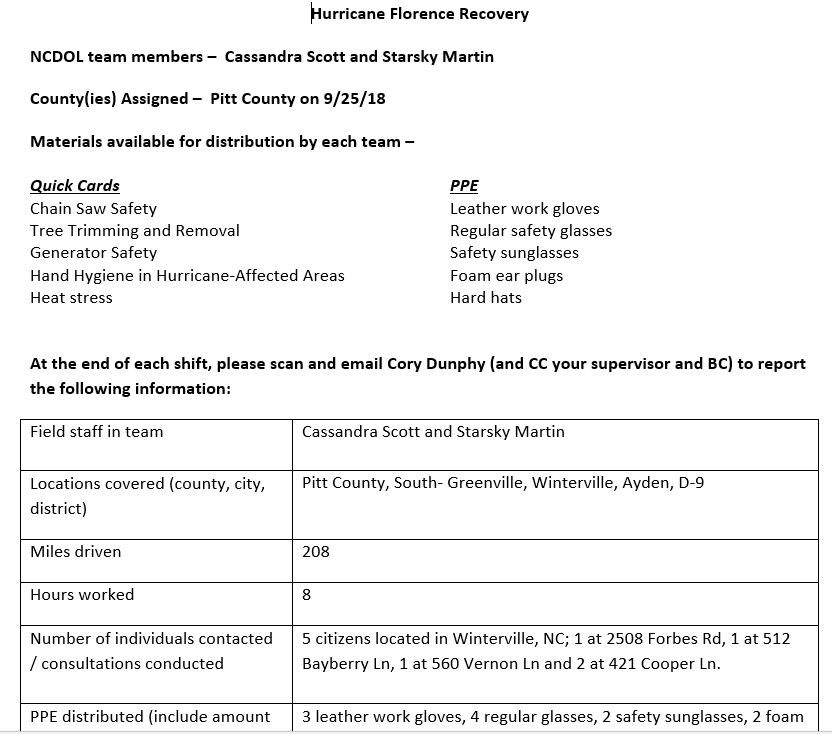 Hurricane Florence Recovery
NCDOL team members – Cassandra Scott and Starsky Martin
County(ies) Assigned – Pitt County on 9/25/18
Materials available for distribution by each team –
Quick Cards
Chain Saw Safety
Tree Trimming and Removal
Generator Safety
Hand Hygiene in Hurricane-Affected Areas
Heat stress
PPE
Leather work gloves
Regular safety glasses
Safety sunglasses
Foam ear plugs
Hard hats
At the end of each shift, please scan and email Cory Dunphy (and CC your supervisor and BC) to report
the following information:
Field staff in team
Cassandra Scott and Starsky Martin
Locations covered (county, city,
district)
Pitt County, South- Greenville, Winterville, Ayden, D-9
Miles driven
208
Hours worked
8
Number of individuals contacted
/ consultations conducted
5 citizens located in Winterville, NC; 1 at 2508 Forbes Rd, 1 at 512
Bayberry Ln, 1 at 560 Vernon Ln and 2 at 421 Cooper Ln.
PPE distributed (include amount
3 leather work gloves, 4 regular glasses, 2 safety sunglasses, 2 foam